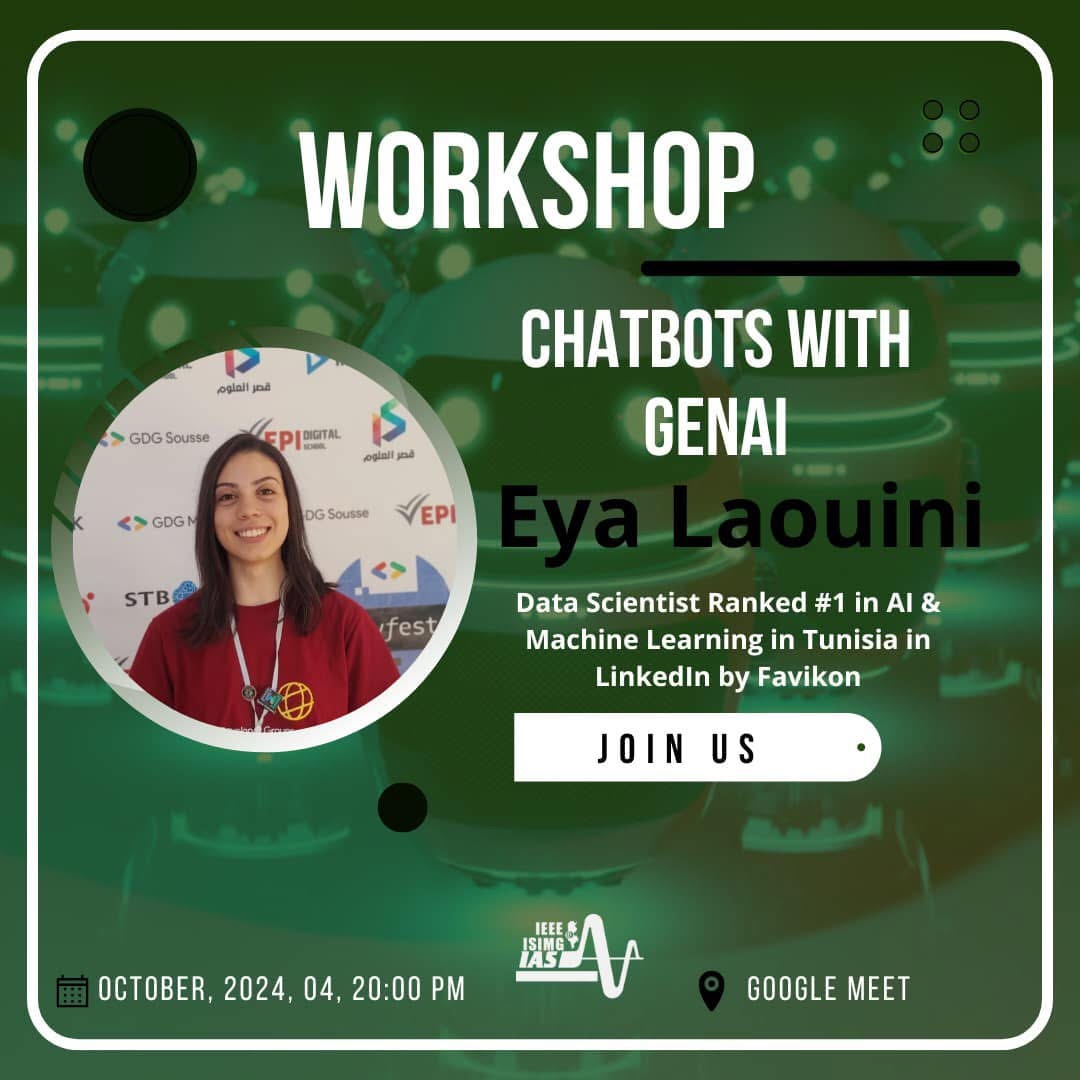 WORKSHOP
CHATBOTS WITH
GENAI
Eya Laouini
Data Scientist Ranked #1 in AI &
Machine Learning in Tunisia in
LinkedIn by Favikon
JOIN US
قصر العلوم
GDG Sousse
EPI DIGITAL
SCHOOL
قصر العلوم
GDG M
GDG Sousse
EPI
STB
yfest
IEEE
ISIMG
IAS
OCTOBER, 2024, 04, 20:00 PM
GOOGLE MEET